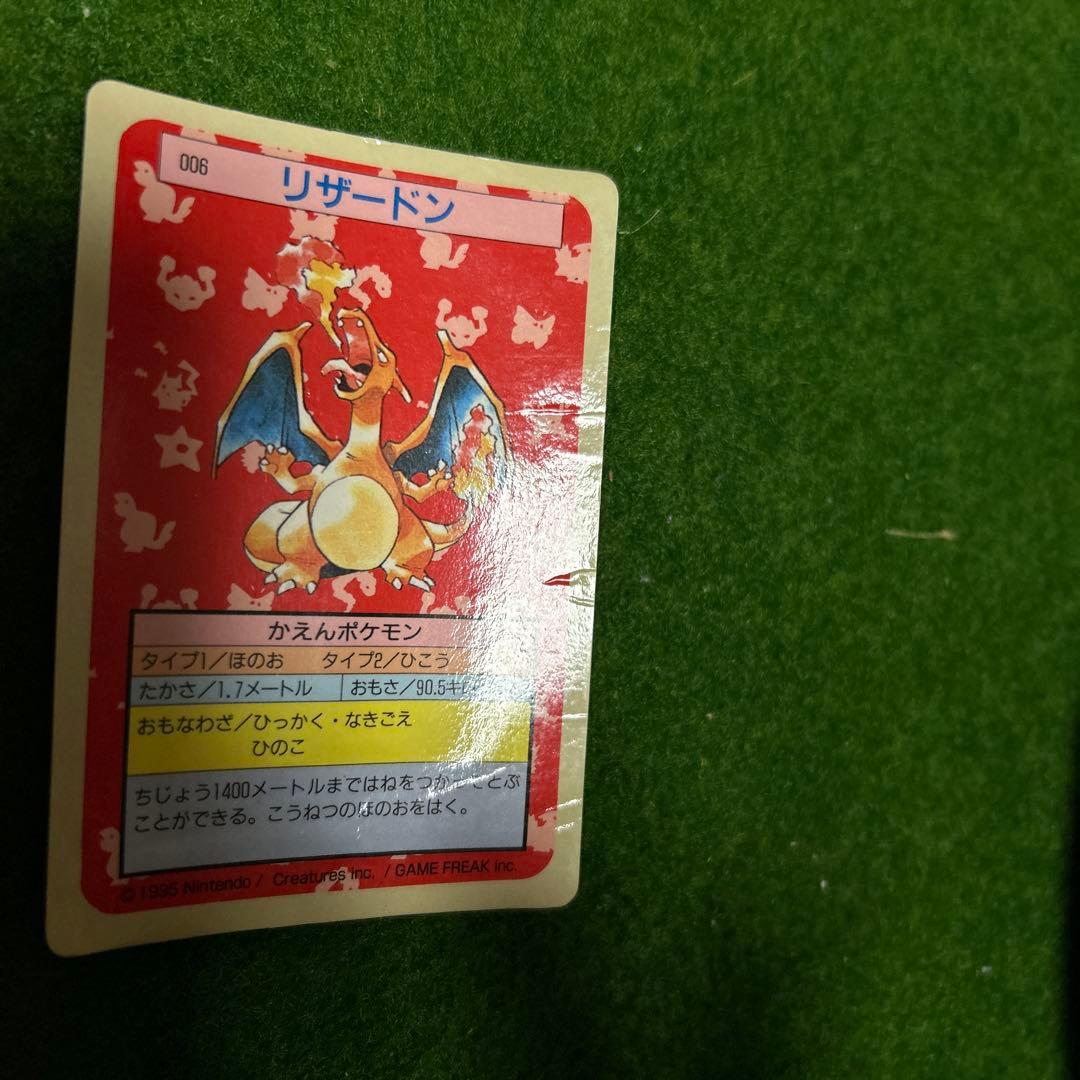 006 リザードン
かえんポケモン
タイプ1/ほのお タイプ2/ひこう
たかさ/1.7メートル おもさ/90.5キ
おもなわざ/ひっかく・なきごえ
ひのこ
ちじょう1400メートルまではねをつか とぶ
ことができる。こうねつのほのおをはく。
©1995 Nintendo / Creatures inc. / GAME FREAK inc.